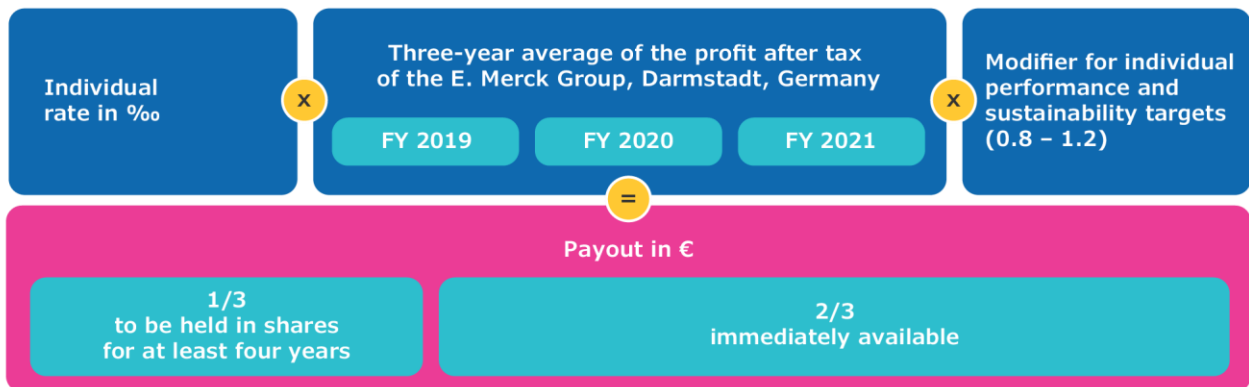 Individual
rate in ‰
x
Three-year average of the profit after tax
of the E. Merck Group, Darmstadt, Germany
FY 2019
FY 2020
FY 2021
x
Modifier for individual
performance and
sustainability targets
(0.8 – 1.2)
=
Payout in €
1/3
to be held in shares
for at least four years
2/3
immediately available